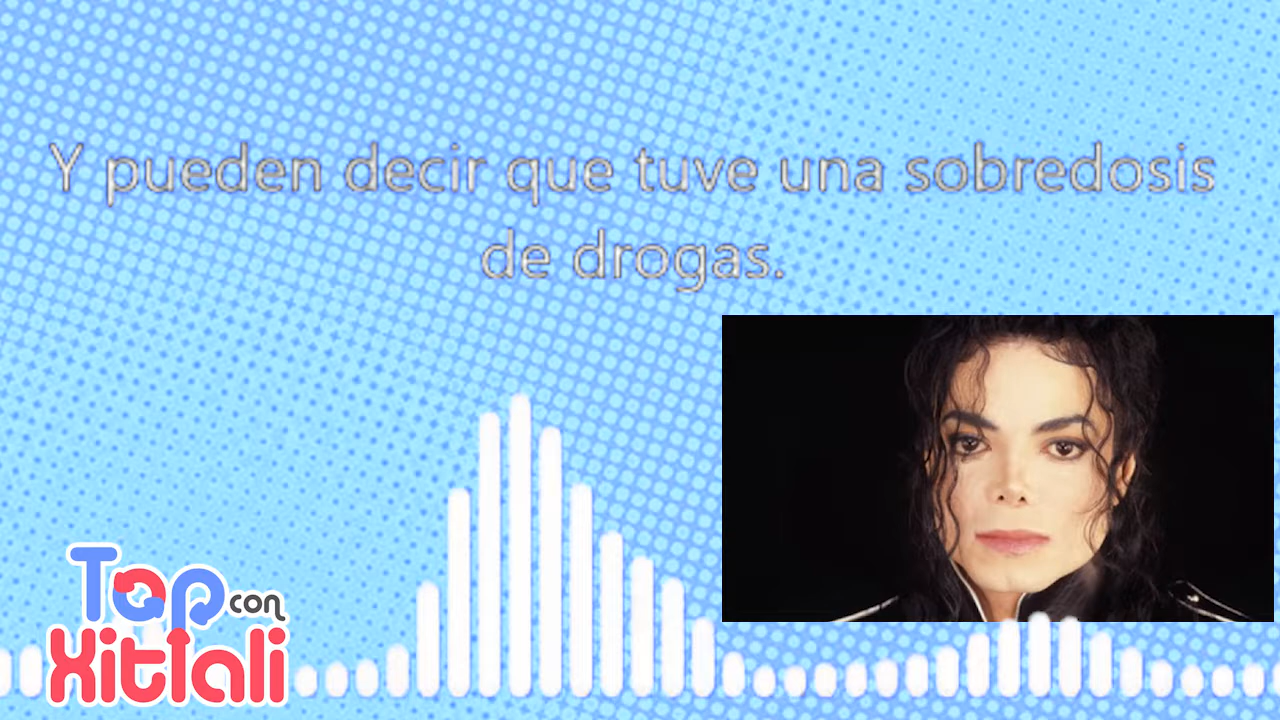 Y pueden decir que tuve una sobredosis
de drogas.
Top con
Xitlali